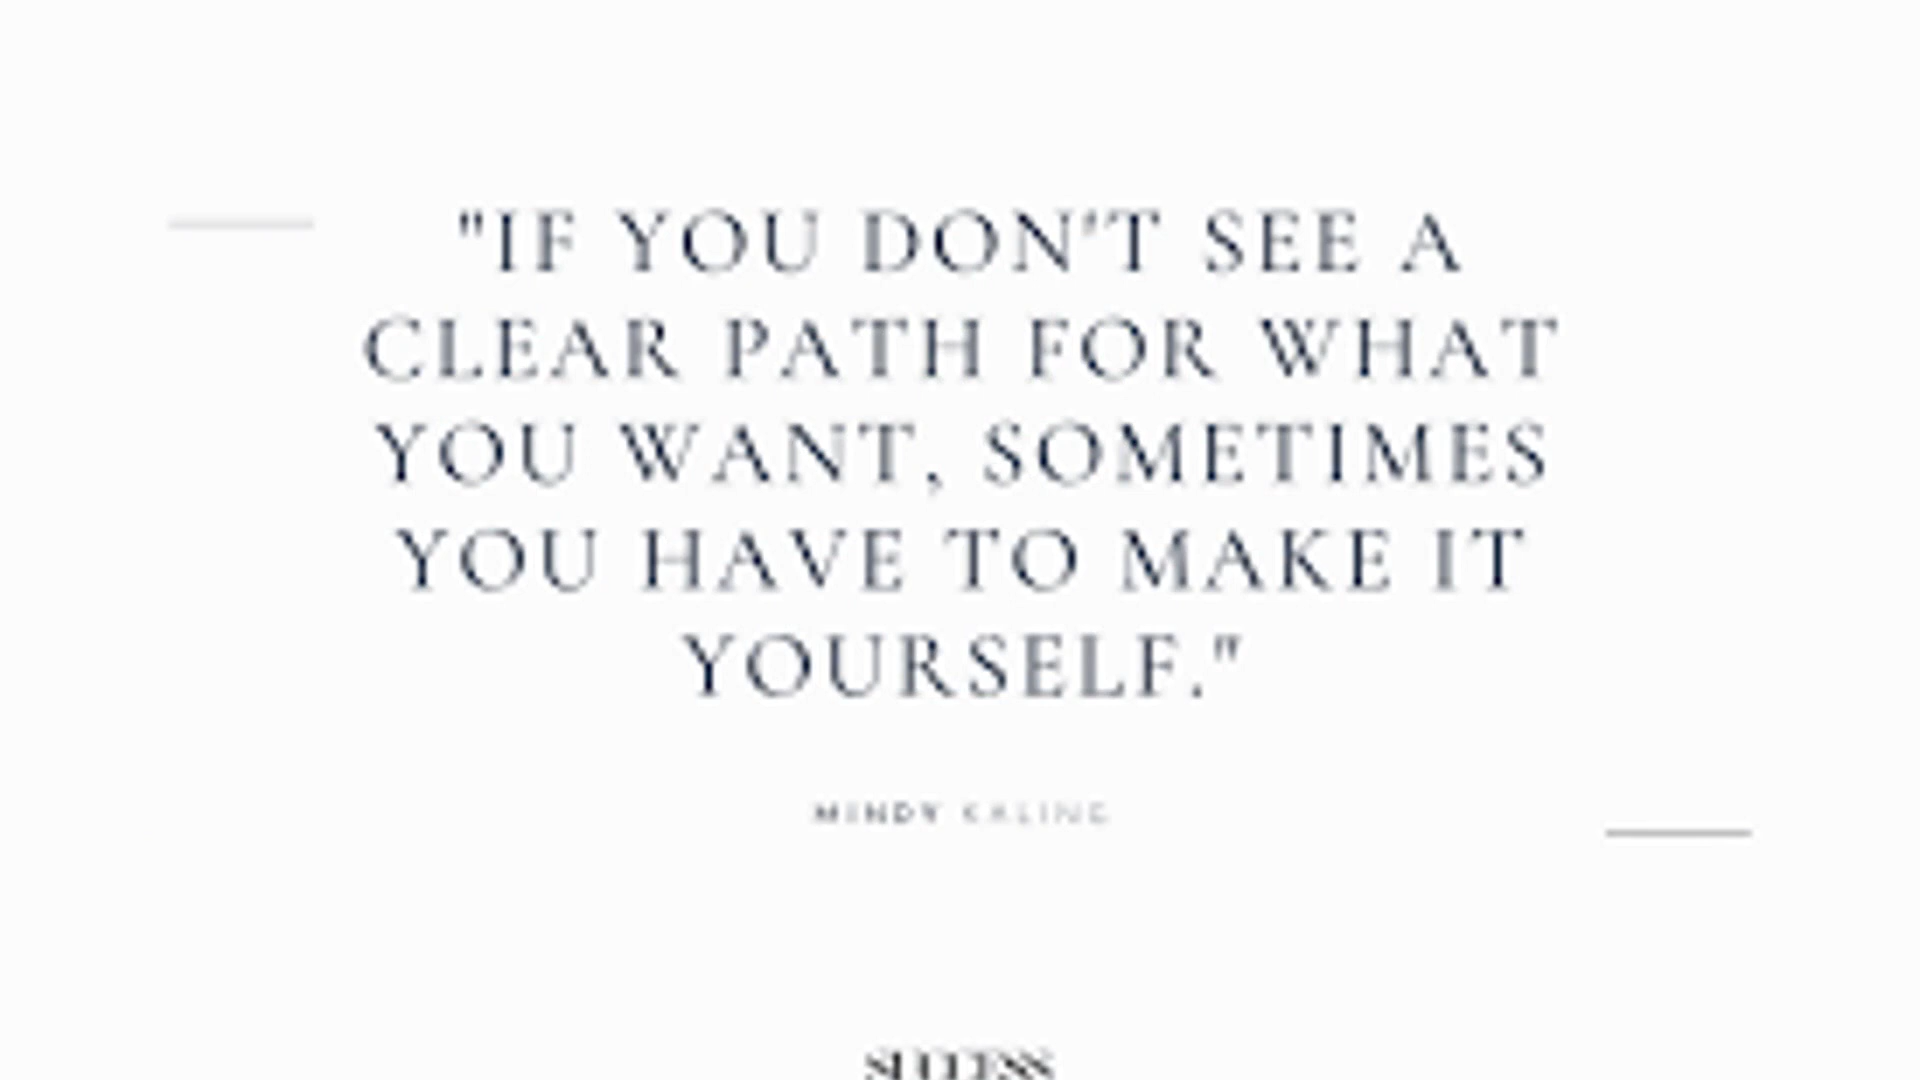 "IF YOU DON'T SEE A
CLEAR PATH FOR WHAT
YOU WANT, SOMETIMES
YOU HAVE TO MAKE IT
YOURSELF."
MINDY KALING
SUCCESS